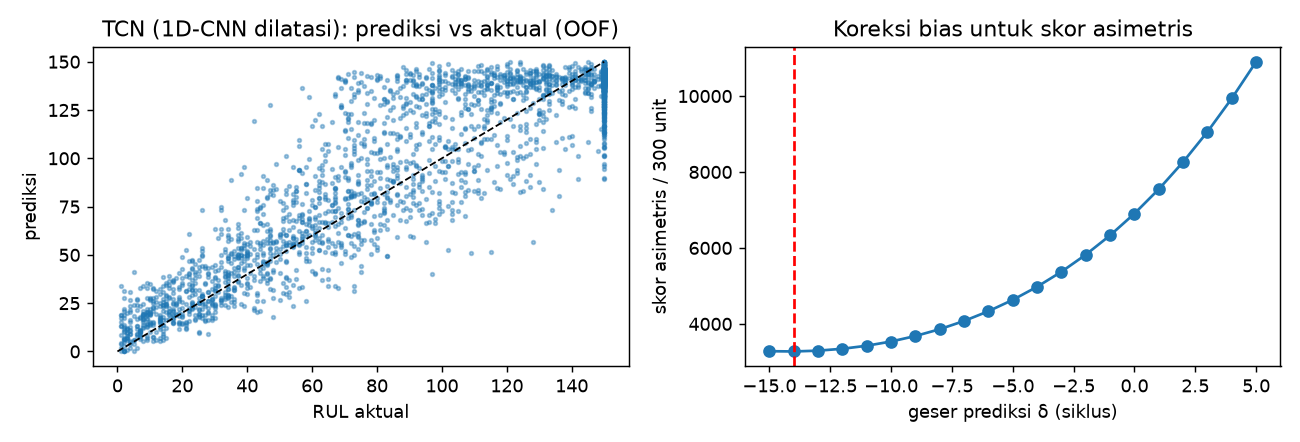 TCN (1D-CNN dilatasi): prediksi vs aktual (OOF)
prediksi
150
125
100
75
50
25
0
0 20 40 60 80 100 120 140
RUL aktual
Koreksi bias untuk skor asimetris
skor asimetris / 300 unit
10000
8000
6000
4000
−15.0 −12.5 −10.0 −7.5 −5.0 −2.5 0.0 2.5 5.0
geser prediksi δ (siklus)